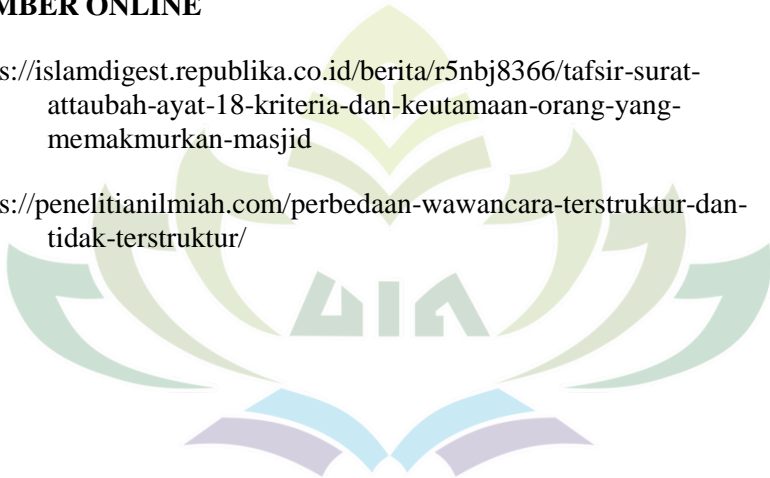 MBER ONLINE
s://islamdigest.republika.co.id/berita/r5nbj8366/tafsir-surat-
attaubah-ayat-18-kriteria-dan-keutamaan-orang-yang-
memakmurkan-masjid
s://penelitianilmiah.com/perbedaan-wawancara-terstruktur-dan-
tidak-terstruktur/
UIN